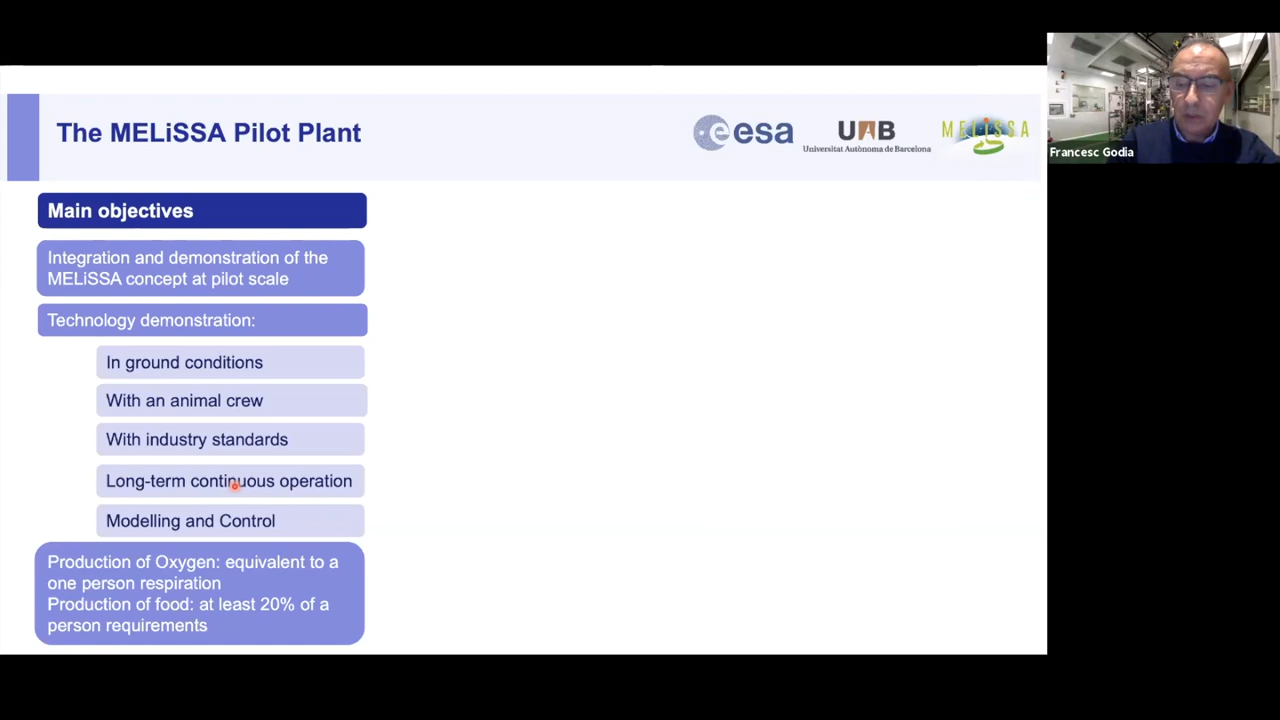 The MELiSSA Pilot Plant
esa
UAB
Universitat Autònoma de Barcelona
MELiSSA
Francesc Godia
Main objectives
Integration and demonstration of the
MELiSSA concept at pilot scale
Technology demonstration:
In ground conditions
With an animal crew
With industry standards
Long-term continuous operation
Modelling and Control
Production of Oxygen: equivalent to a
one person respiration
Production of food: at least 20% of a
person requirements